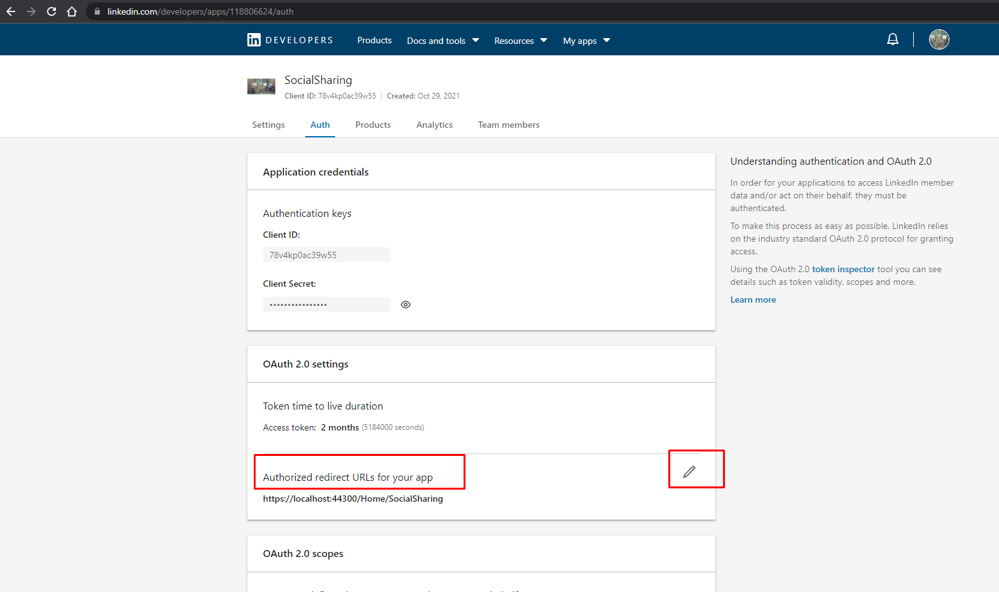 linkedin.com/developers/apps/118806624/auth
in DEVELOPERS Products Docs and tools Resources My apps
SocialSharing
Client ID: 78v4kp0ac39w55 Created: Oct 29, 2021
Settings Auth Products Analytics Team members
Application credentials
Authentication keys
Client ID:
78v4kp0ac39w55
Client Secret:
••••••••••••••••
OAuth 2.0 settings
Token time to live duration
Access token: 2 months (5184000 seconds)
Authorized redirect URLs for your app
https://localhost:44300/Home/SocialSharing
OAuth 2.0 scopes
Understanding authentication and OAuth 2.0
In order for your applications to access LinkedIn member
data and/or act on their behalf, they must be
authenticated.
To make this process as easy as possible, LinkedIn relies
on the industry standard OAuth 2.0 protocol for granting
access.
Using the OAuth 2.0 token inspector tool you can see
details such as token validity, scopes and more.
Learn more